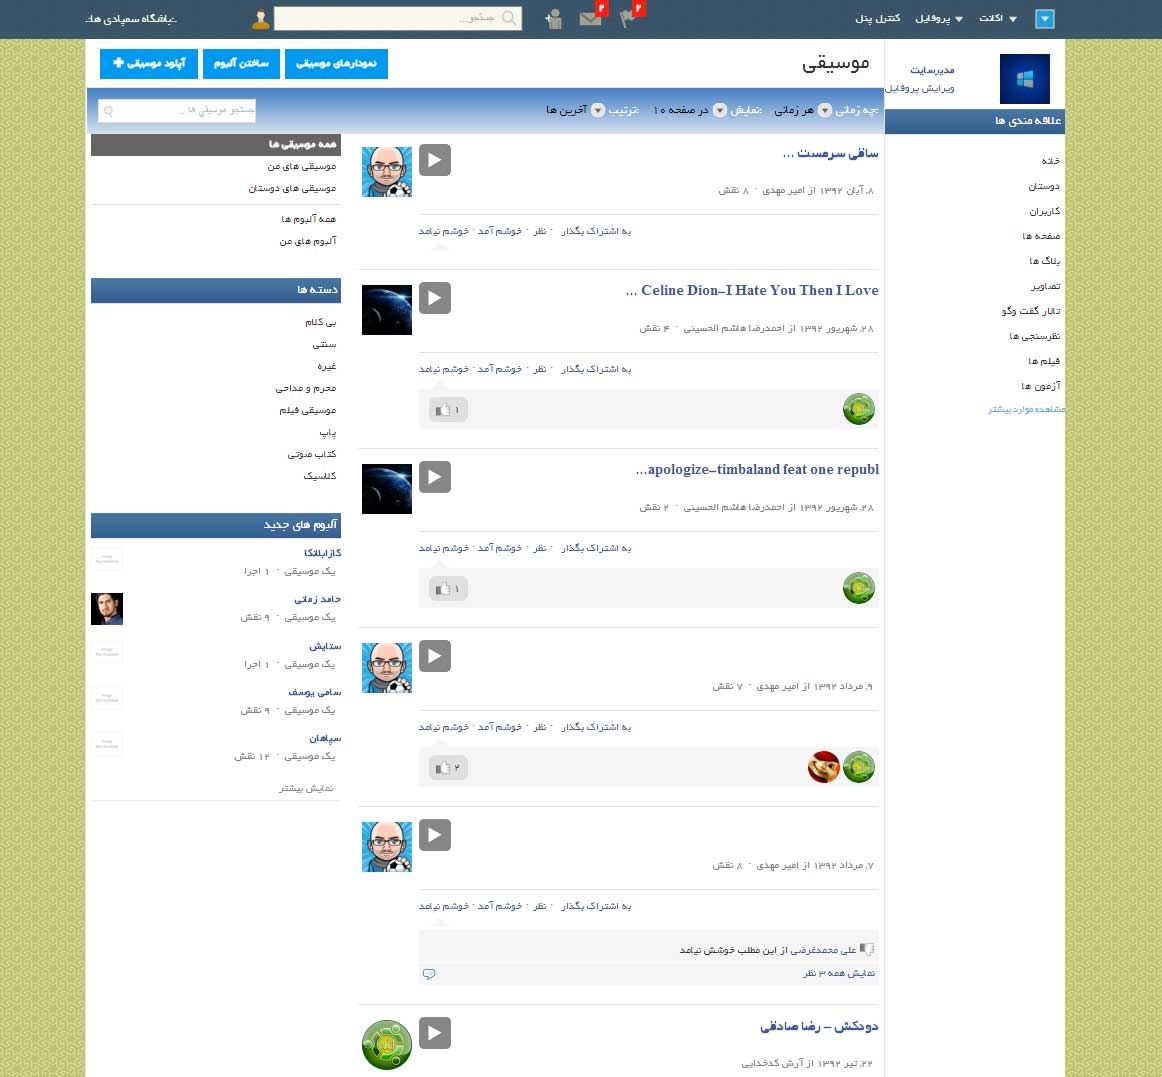 اکانت
پروفایل
کنترل پنل
۲
۲
جستجو...
.:باشگاه سمپادی ها:.
مدیرسایت
ویرایش پروفایل
علاقه مندی ها
خانه
دوستان
کاربران
صفحه ها
بلاگ ها
تصاویر
تالار گفت وگو
نظرسنجی ها
فیلم ها
آزمون ها
مشاهده موارد بیشتر
موسیقی
نمودارهای موسیقی
ساختن آلبوم
آپلود موسیقی
چه زمانی: هر زمانی
نمایش: ۱۰ در صفحه
ترتیب: آخرین ها
جستجو موسیقی ها...
ساقی سرمست ...
۸, آبان ۱۳۹۲ از امیر مهدی · ۸ نقش
خوشم نیامد · خوشم آمد · نظر · به اشتراک بگذار
Celine Dion-I Hate You Then I Love ...
۲۸, شهریور ۱۳۹۲ از احمدرضا هاشم الحسینی · ۴ نقش
خوشم نیامد · خوشم آمد · نظر · به اشتراک بگذار
۱
apologize-timbaland feat one republ...
۲۸, شهریور ۱۳۹۲ از احمدرضا هاشم الحسینی · ۲ نقش
خوشم نیامد · خوشم آمد · نظر · به اشتراک بگذار
۱
۹, مرداد ۱۳۹۲ از امیر مهدی · ۷ نقش
خوشم نیامد · خوشم آمد · نظر · به اشتراک بگذار
۲
۷, مرداد ۱۳۹۲ از امیر مهدی · ۸ نقش
خوشم نیامد · خوشم آمد · نظر · به اشتراک بگذار
علی محمدغرضی از این مطلب خوشش نیامد
نمایش همه ۳ نظر
دودکش - رضا صادقی
۲۲, تیر ۱۳۹۲ از آرش کدخدایی
همه موسیقی ها
موسیقی های من
موسیقی های دوستان
همه آلبوم ها
آلبوم های من
دسته ها
بی کلام
سنتی
غیره
محرم و مداحی
موسیقی فیلم
پاپ
کتاب صوتی
کلاسیک
آلبوم های جدید
کازابلانکا
یک موسیقی · ۱ اجرا
حامد زمانی
یک موسیقی · ۹ نقش
ستایش
یک موسیقی · ۱ اجرا
سامی یوسف
یک موسیقی · ۹ نقش
سپاهان
یک موسیقی · ۱۲ نقش
نمایش بیشتر